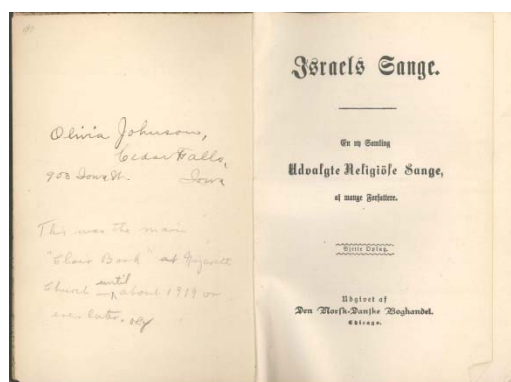 Olivia Johnson,
Cedar Falls,
908 Iowa St. Iowa
This was the main
"Choir Book" at Nazareth
Church until about 1919 or
even later.
Israels Sange.
En ny Samling
Udvalgte Religiöse Sange,
af mange Forfattere.
Sjette Oplag.
Udgivet af
Den Norsk-Danske Boghandel.
Chicago.